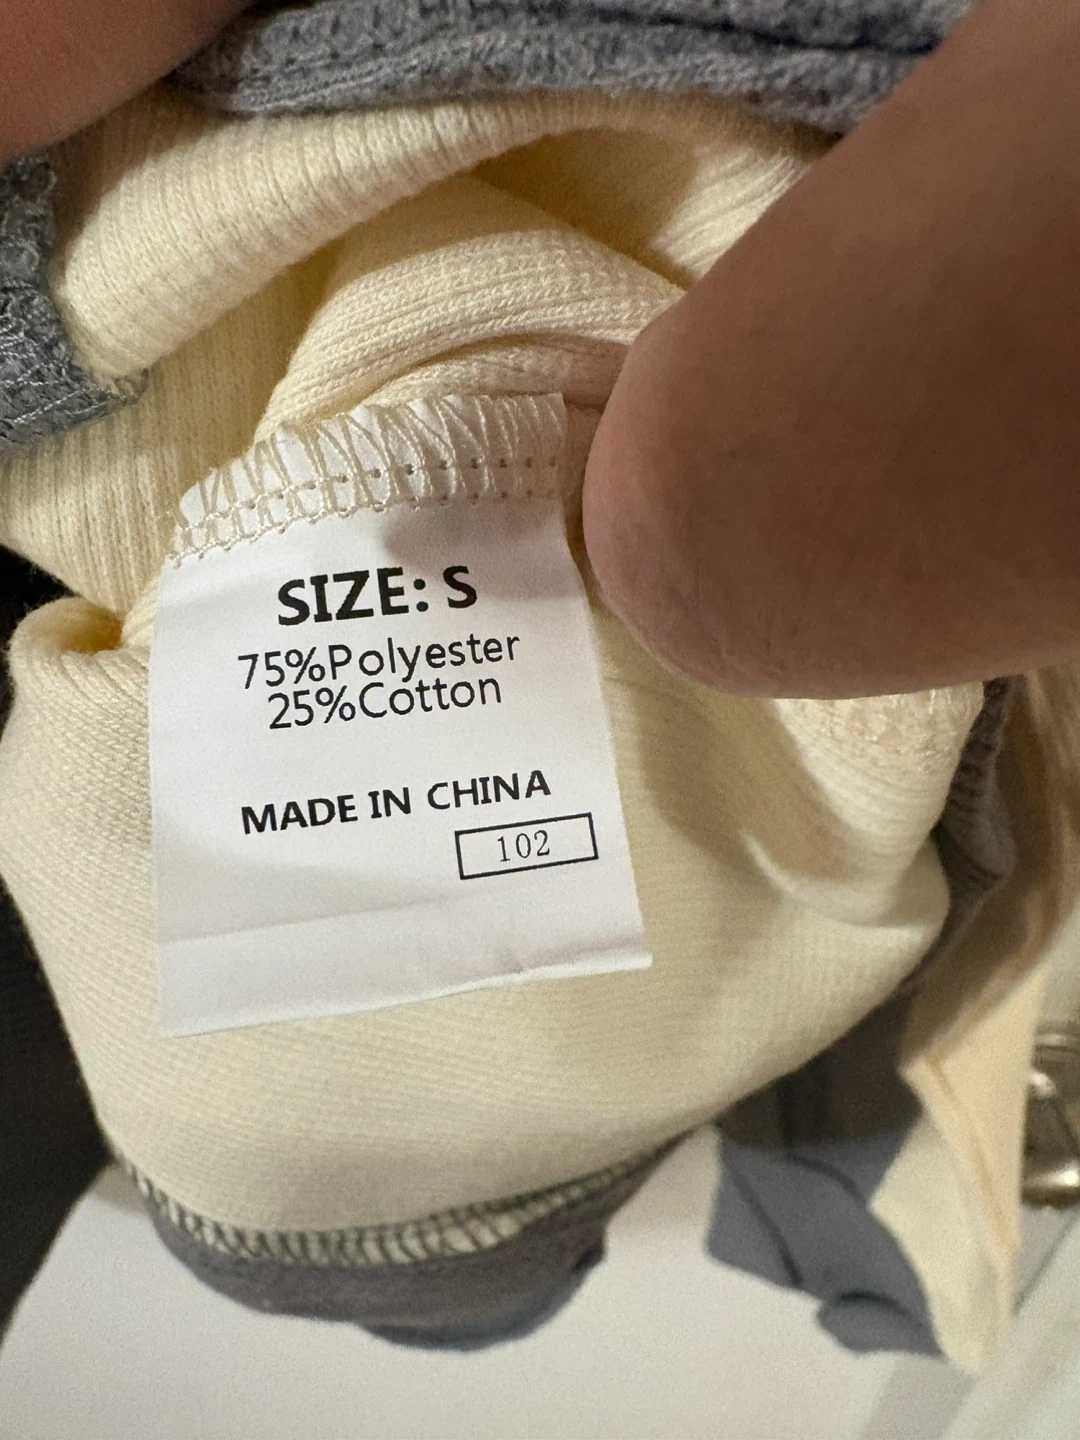 SIZE: S
75%Polyester
25%Cotton
MADE IN CHINA
102